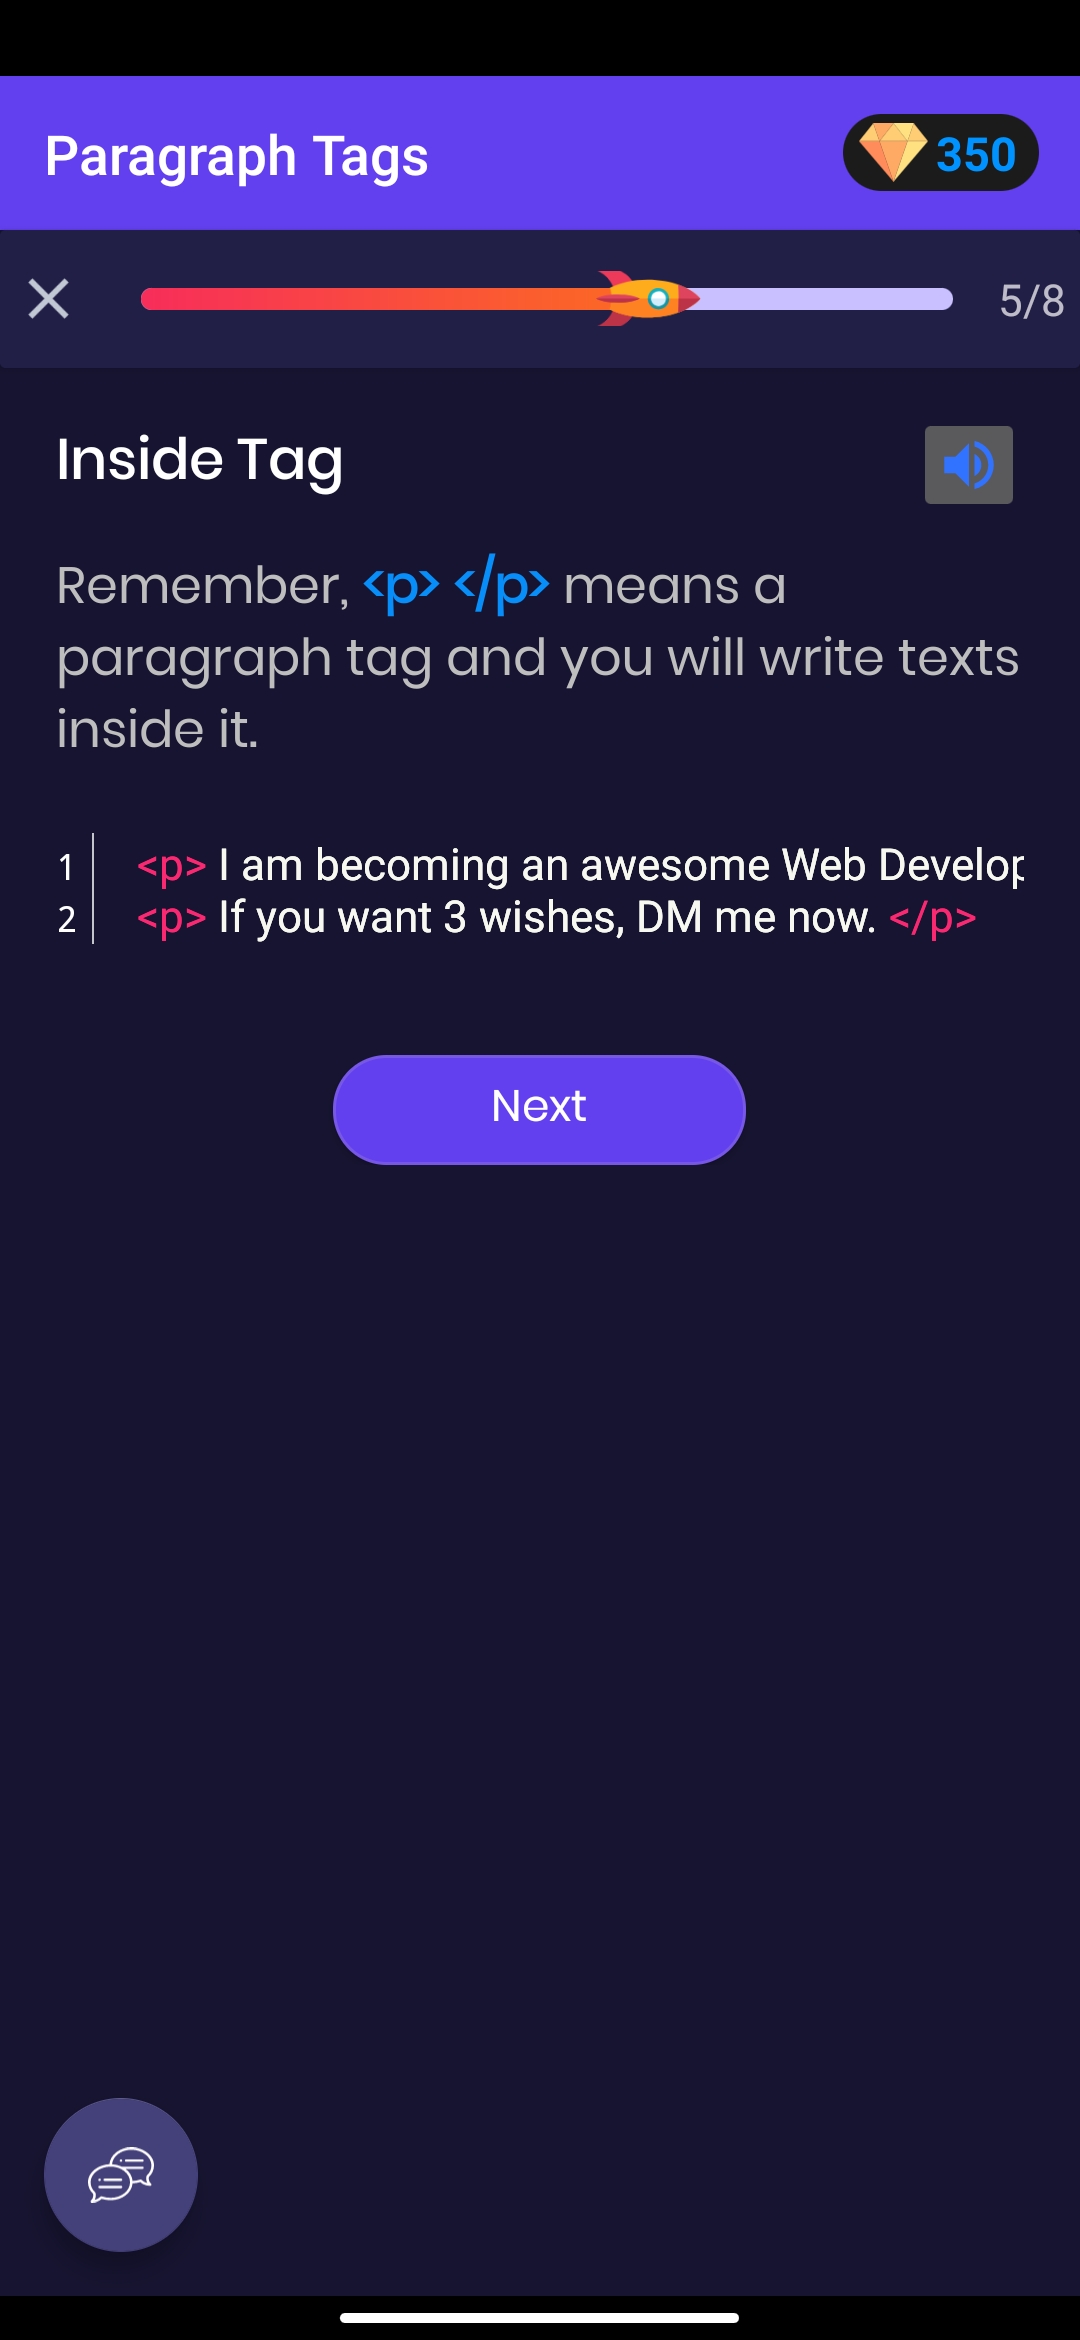 Paragraph Tags
350
5/8
Inside Tag
Remember, <p> </p> means a
paragraph tag and you will write texts
inside it.
1 <p> I am becoming an awesome Web Develop
2 <p> If you want 3 wishes, DM me now. </p>
Next